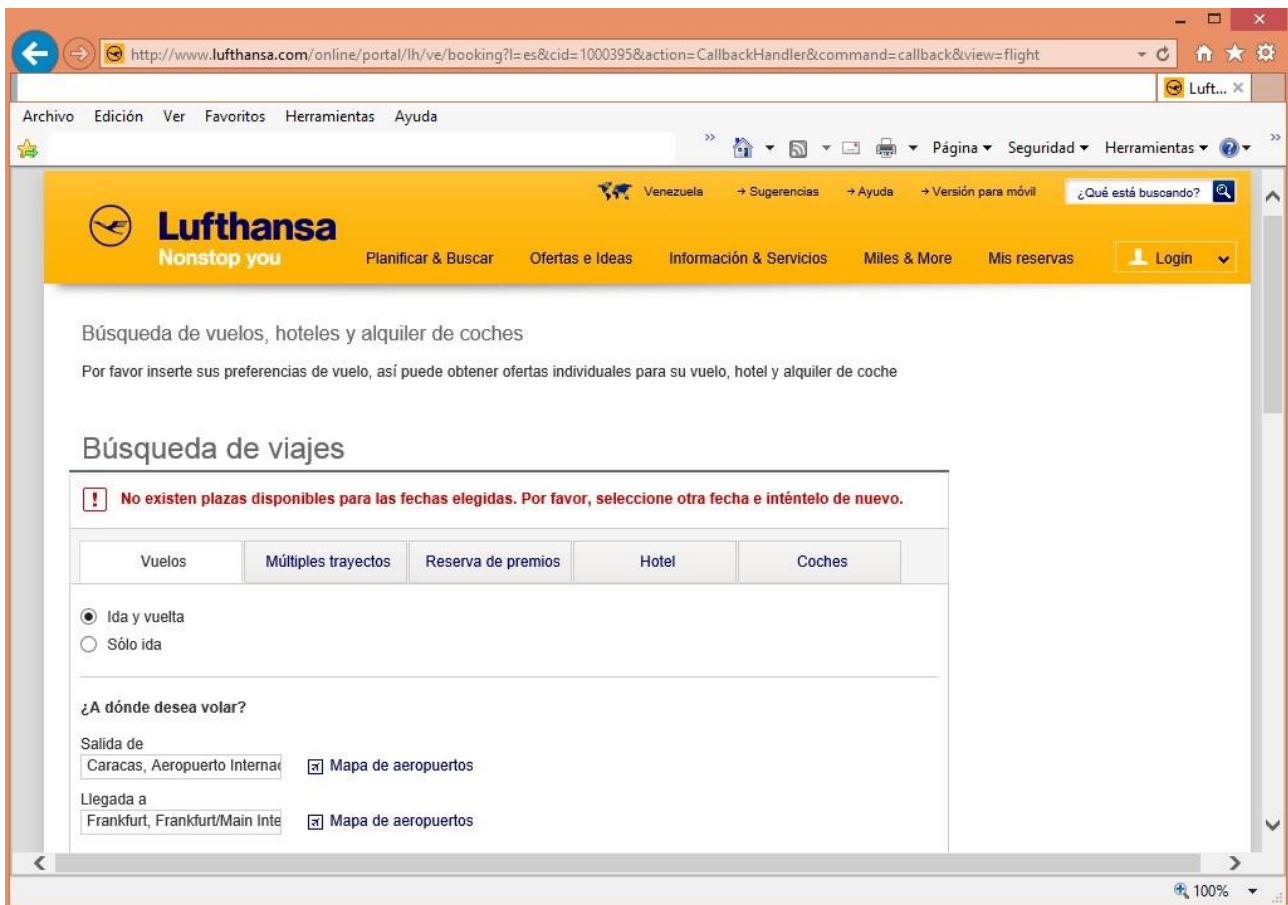 http://www.lufthansa.com/online/portal/lh/ve/booking?l=es&cid=1000395&action=CallbackHandler&command=callback&view=flight
Luft...
Archivo Edición Ver Favoritos Herramientas Ayuda
Página Seguridad Herramientas
Venezuela → Sugerencias → Ayuda → Versión para móvil ¿Qué está buscando?
Lufthansa
Nonstop you Planificar & Buscar Ofertas e Ideas Información & Servicios Miles & More Mis reservas Login
Búsqueda de vuelos, hoteles y alquiler de coches
Por favor inserte sus preferencias de vuelo, así puede obtener ofertas individuales para su vuelo, hotel y alquiler de coche
Búsqueda de viajes
! No existen plazas disponibles para las fechas elegidas. Por favor, seleccione otra fecha e inténtelo de nuevo.
Vuelos Múltiples trayectos Reserva de premios Hotel Coches
Ida y vuelta
Sólo ida
¿A dónde desea volar?
Salida de
Caracas, Aeropuerto Internac Mapa de aeropuertos
Llegada a
Frankfurt, Frankfurt/Main Inte Mapa de aeropuertos
100%